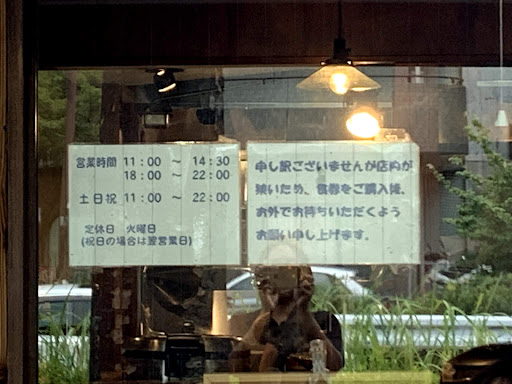 営業時間 11:00 ～ 14:30
18:00 ～ 22:00
土日祝 11:00 ～ 22:00
定休日 火曜日
(祝日の場合は翌営業日)
申し訳ございませんが店内が
狭いため、食券をご購入後、
お外でお待ちいただくよう
お願い申し上げます。